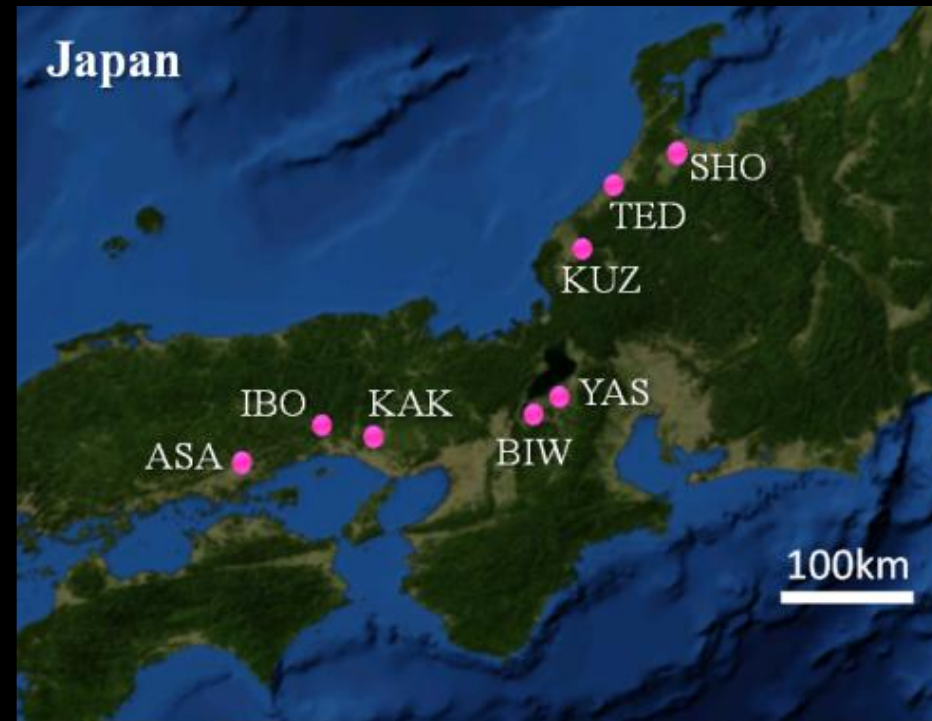 Japan
SHO
TED
KUZ
YAS
IBO
KAK
BIW
ASA
100km